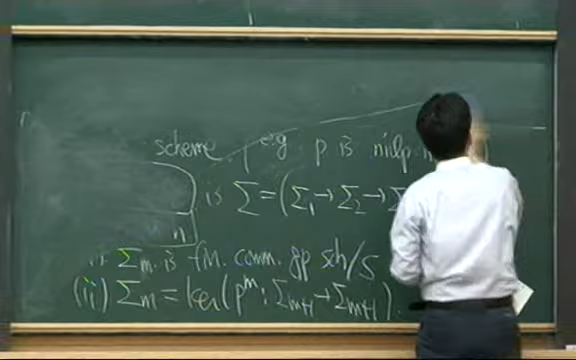 scheme p e.g. p is nilp
is Σ = (Σ₁ → Σ₂ → Σ
n
Σₘ is fin. comm. gp sch/S
(ii) Σₘ = ker(pᵐ: Σₘ₊₁ → Σₘ₊₁).